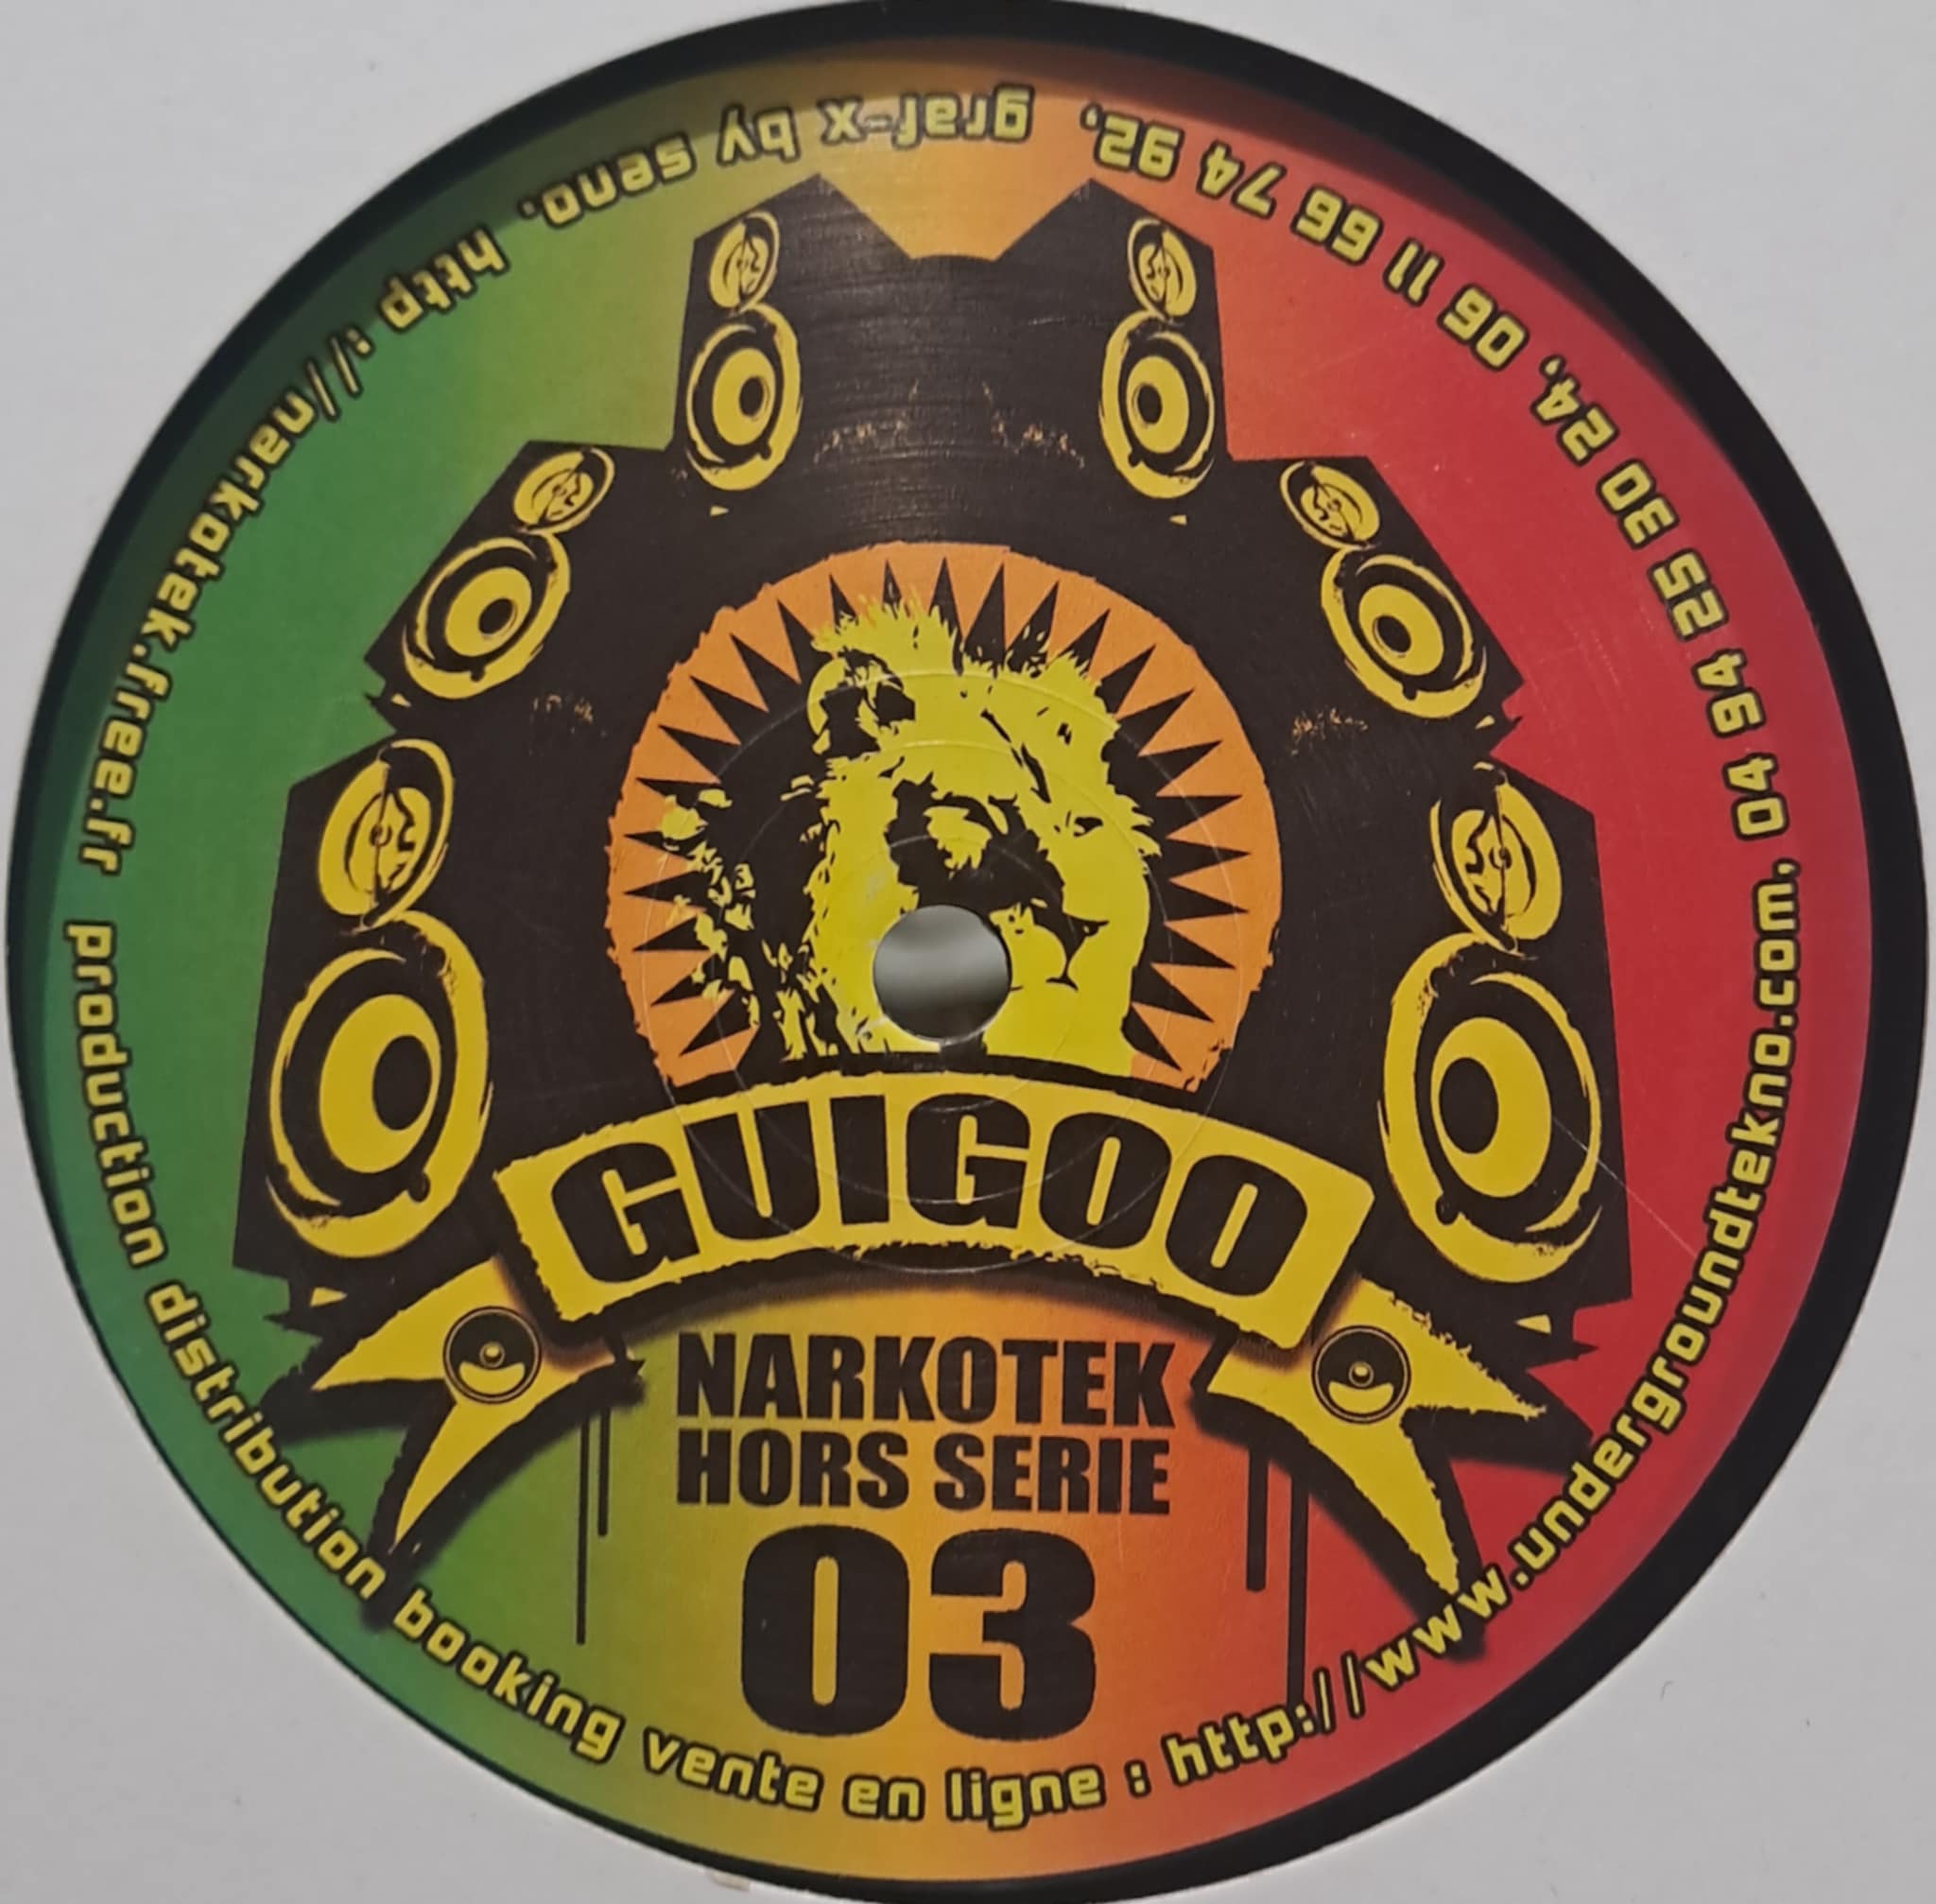 GUIGOO
NARKOTEK
HORS SERIE
03
production distribution booking vente en ligne : http://www.undergroundtekno.com, 04 94 25 30 24, 06 11 66 74 92, graf-x by seno, http ://narkotek.free.fr